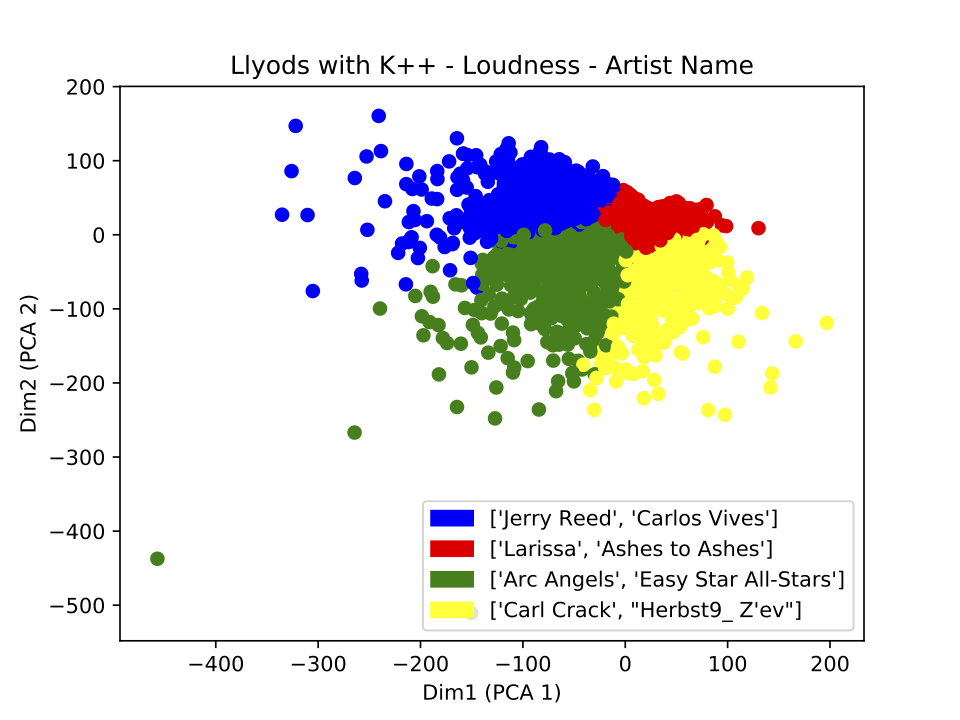 Llyods with K++ - Loudness - Artist Name
Dim2 (PCA 2)
200
100
0
−100
−200
−300
−400
−500
['Jerry Reed', 'Carlos Vives']
['Larissa', 'Ashes to Ashes']
['Arc Angels', 'Easy Star All-Stars']
['Carl Crack', "Herbst9_ Z'ev"]
−400 −300 −200 −100 0 100 200
Dim1 (PCA 1)